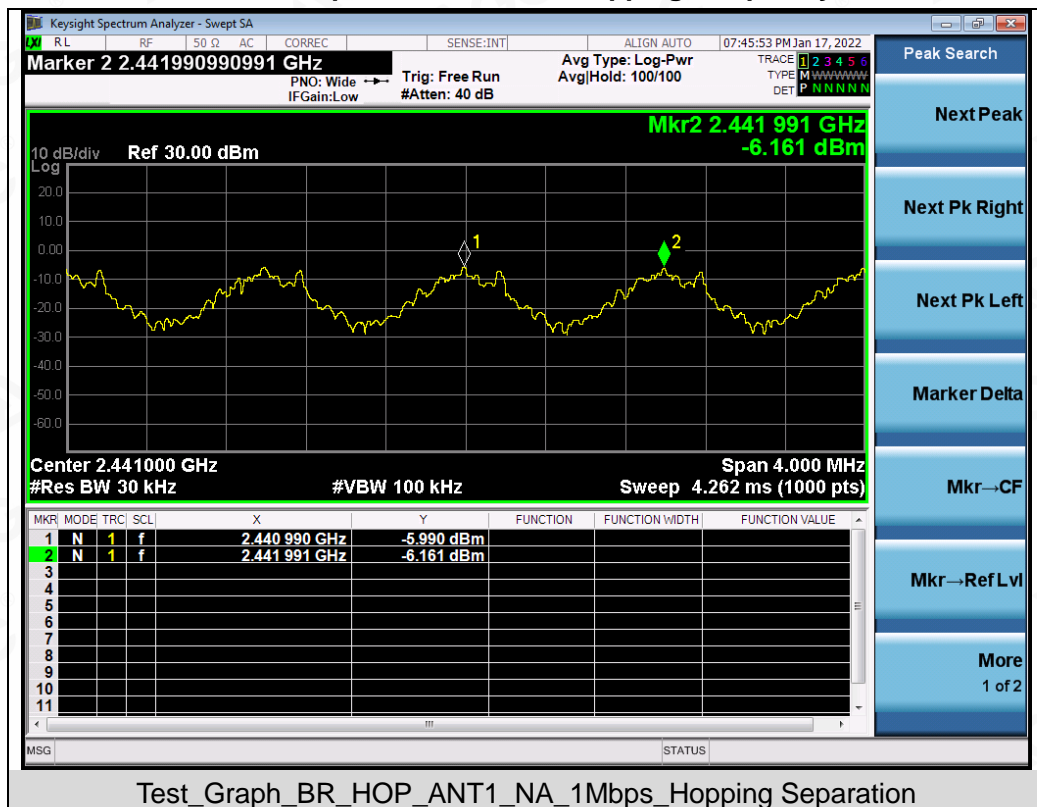 Keysight Spectrum Analyzer - Swept SA
LXI RL RF 50 Ω AC CORREC SENSE:INT ALIGN AUTO 07:45:53 PM Jan 17, 2022
Marker 2 2.441990990991 GHz
PNO: Wide
IFGain:Low
Trig: Free Run
#Atten: 40 dB
Avg Type: Log-Pwr
Avg|Hold: 100/100
TRACE 1 2 3 4 5 6
TYPE M WWWWW
DET P N N N N N
Mkr2 2.441 991 GHz
-6.161 dBm
10 dB/div Ref 30.00 dBm
Log
20.0
10.0
0.00
-10.0
-20.0
-30.0
-40.0
-50.0
-60.0
1
2
Center 2.441000 GHz Span 4.000 MHz
#Res BW 30 kHz #VBW 100 kHz Sweep 4.262 ms (1000 pts)
MKR MODE TRC SCL X Y FUNCTION FUNCTION WIDTH FUNCTION VALUE
1 N 1 f 2.440 990 GHz -5.990 dBm
2 N 1 f 2.441 991 GHz -6.161 dBm
3
4
5
6
7
8
9
10
11
MSG STATUS
Peak Search
Next Peak
Next Pk Right
Next Pk Left
Marker Delta
Mkr→CF
Mkr→Ref Lvl
More
1 of 2
Test_Graph_BR_HOP_ANT1_NA_1Mbps_Hopping Separation